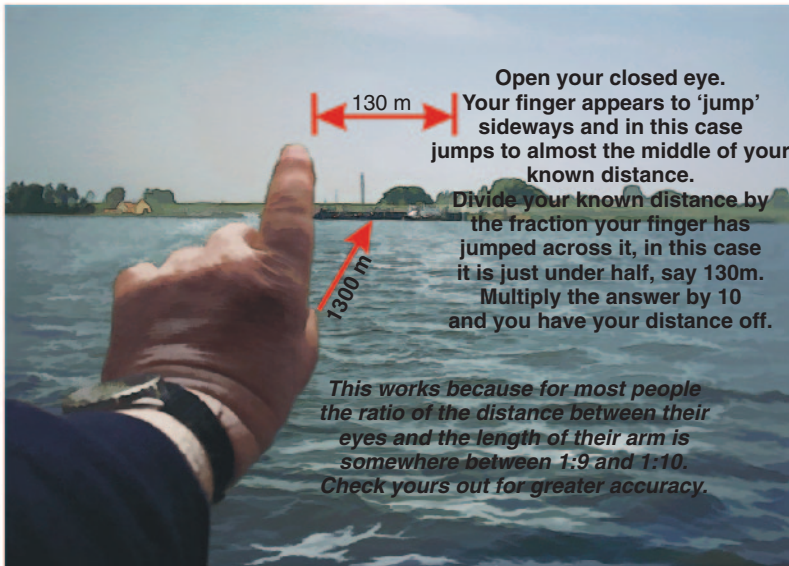 130 m
Open your closed eye.
Your finger appears to ‘jump’
sideways and in this case
jumps to almost the middle of your
known distance.
Divide your known distance by
the fraction your finger has
jumped across it, in this case
it is just under half, say 130m.
Multiply the answer by 10
and you have your distance off.
1300 m
This works because for most people
the ratio of the distance between their
eyes and the length of their arm is
somewhere between 1:9 and 1:10.
Check yours out for greater accuracy.